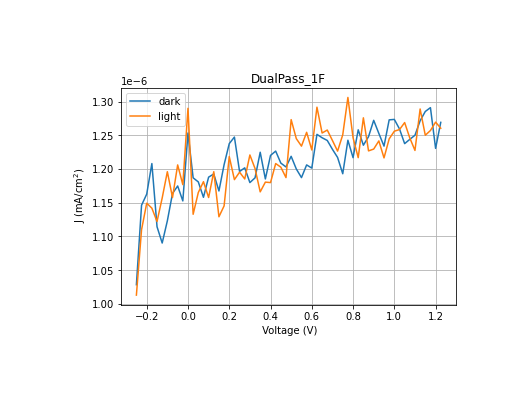 DualPass_1F
1e−6
dark
light
1.30
1.25
1.20
1.15
1.10
1.05
1.00
J (mA/cm²)
−0.2 0.0 0.2 0.4 0.6 0.8 1.0 1.2
Voltage (V)